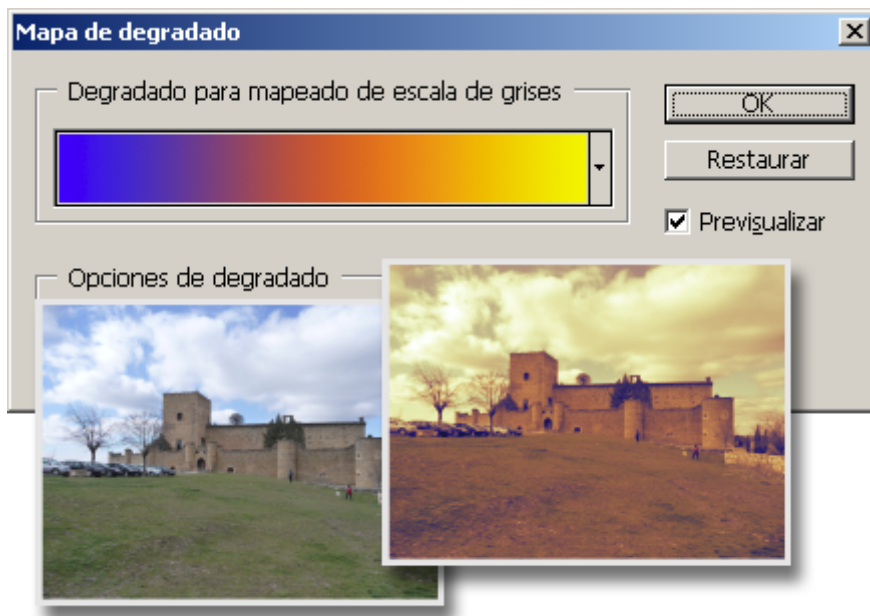 Mapa de degradado
Degradado para mapeado de escala de grises
OK
Restaurar
Previsualizar
Opciones de degradado